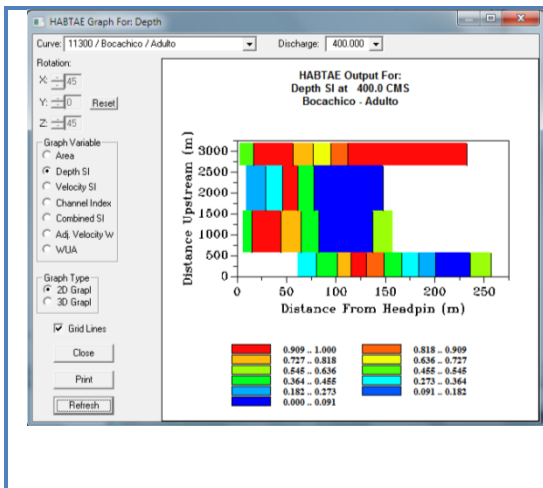 HABTAE Graph For: Depth
Curve: 11300 / Bocachico / Adulto Discharge: 400.000
Rotation:
X: 45
Y: 0 Reset
Z: 45
Graph Variable
Area
Depth SI
Velocity SI
Channel Index
Combined SI
Adj. Velocity W
WUA
Graph Type
2D Grapl
3D Grapl
Grid Lines
Close
Print
Refresh
HABTAE Output For:
Depth SI at 400.0 CMS
Bocachico - Adulto
Distance Upstream (m)
3000
2500
2000
1500
1000
500
0
0 50 100 150 200 250
Distance From Headpin (m)
0.909 .. 1.000 0.818 .. 0.909
0.727 .. 0.818 0.636 .. 0.727
0.545 .. 0.636 0.455 .. 0.545
0.364 .. 0.455 0.273 .. 0.364
0.182 .. 0.273 0.091 .. 0.182
0.000 .. 0.091